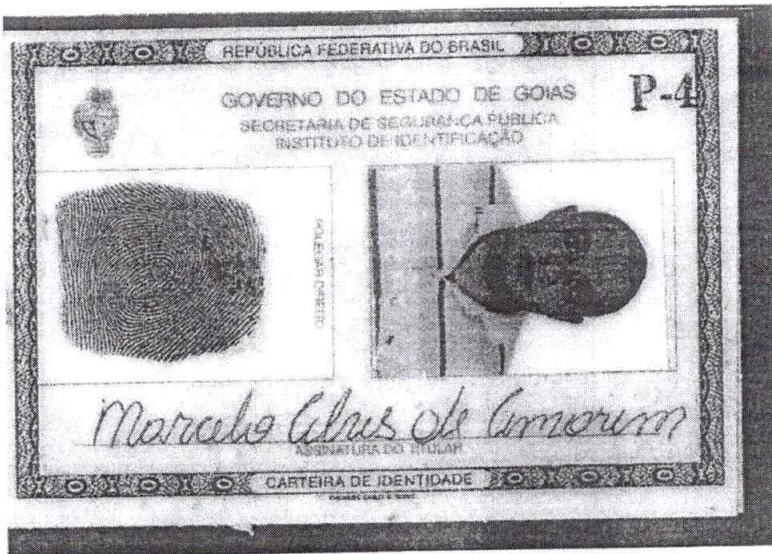 REPÚBLICA FEDERATIVA DO BRASIL
GOVERNO DO ESTADO DE GOIAS
P-4
SECRETARIA DE SEGURANÇA PÚBLICA
INSTITUTO DE IDENTIFICAÇÃO
POLEGAR DIREITO
Marcelo Alves de Amorim
ASSINATURA DO TITULAR
CARTEIRA DE IDENTIDADE